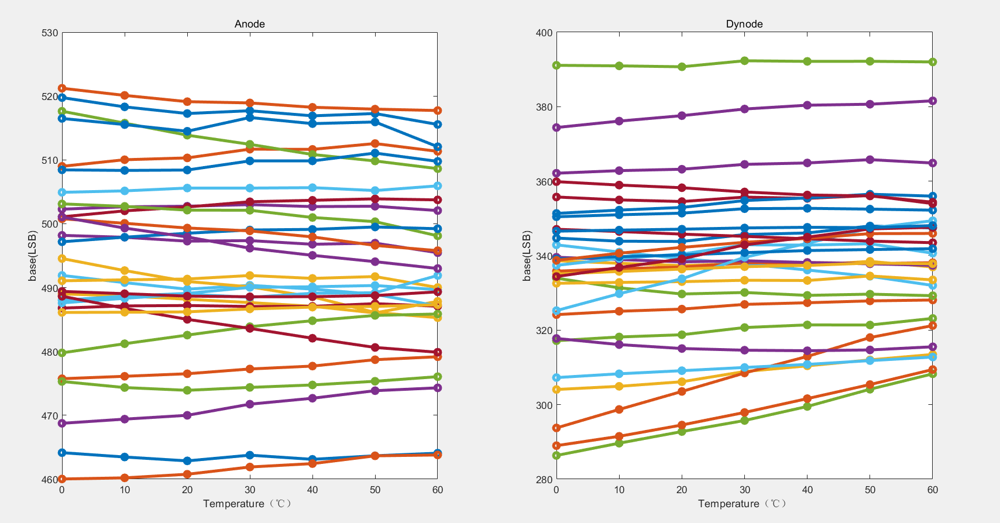 Anode
530
520
510
500
490
480
470
460
base(LSB)
0 10 20 30 40 50 60
Temperature（℃）
Dynode
400
380
360
340
320
300
280
base(LSB)
0 10 20 30 40 50 60
Temperature（℃）